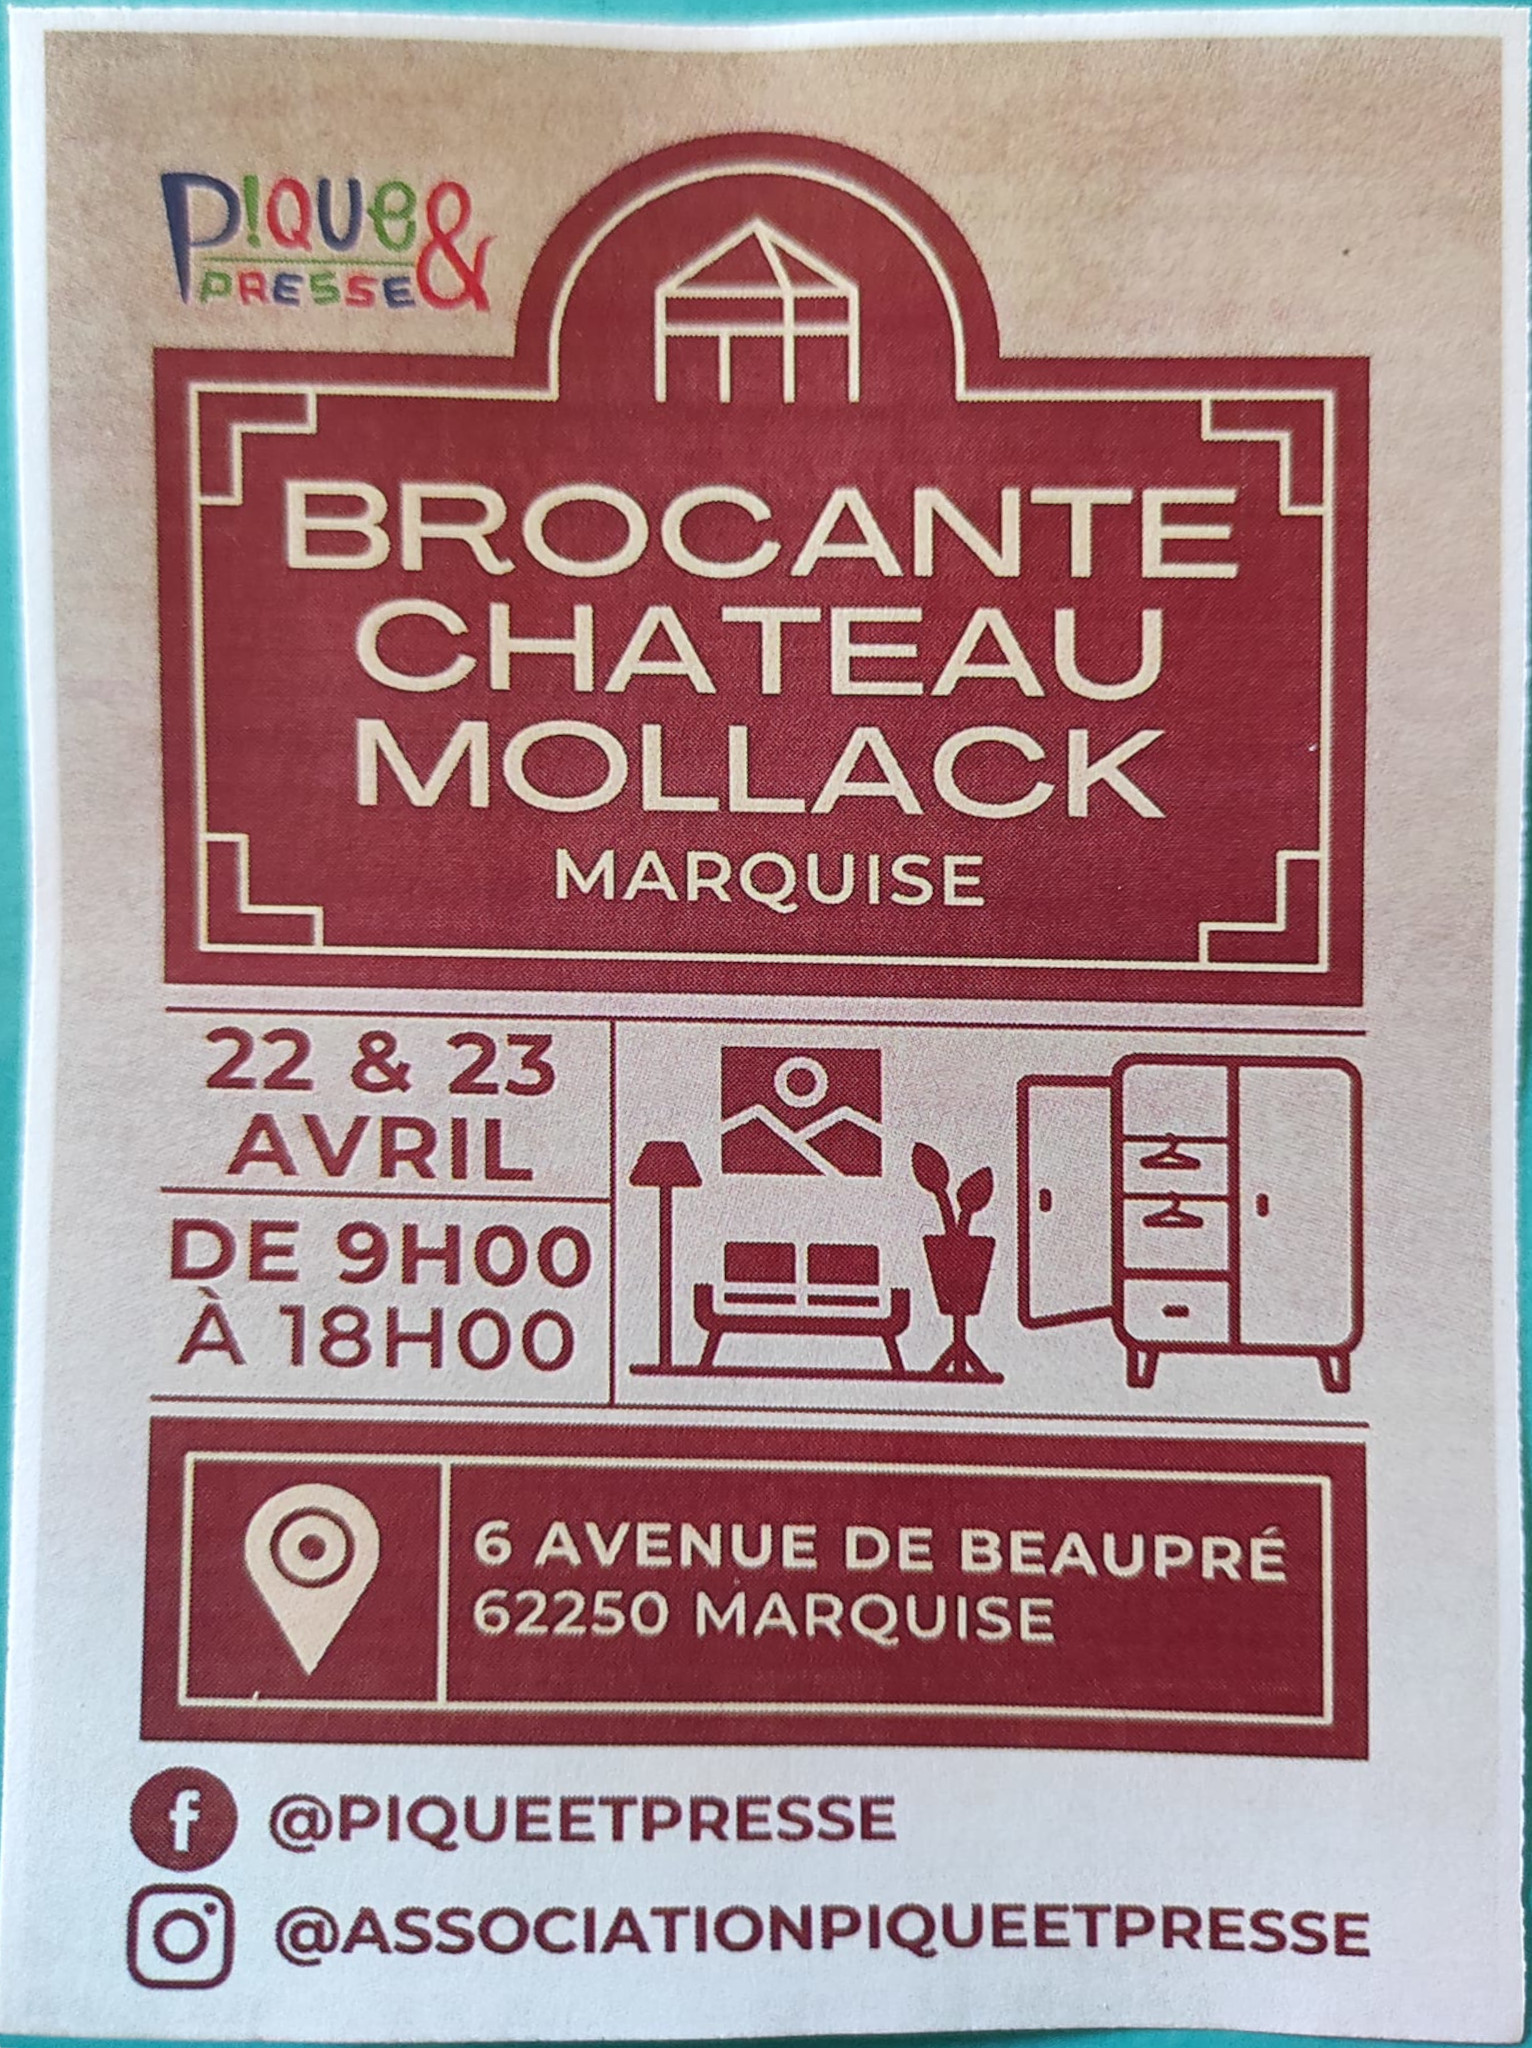 PIQUE &
PRESSE
BROCANTE
CHATEAU
MOLLACK
MARQUISE
22 & 23
AVRIL
DE 9H00
À 18H00
6 AVENUE DE BEAUPRÉ
62250 MARQUISE
f @PIQUEETPRESSE
@ASSOCIATIONPIQUEETPRESSE